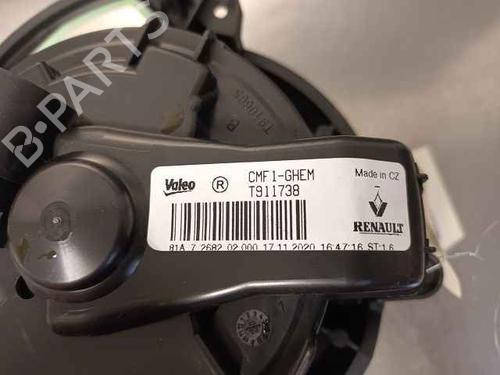 B-PARTS
T910665
B
Valeo ® CMF1-GHEM Made in CZ
T911738
RENAULT
81A 7 2682 02 000 17.11.2020 16:47:16 ST:1.6